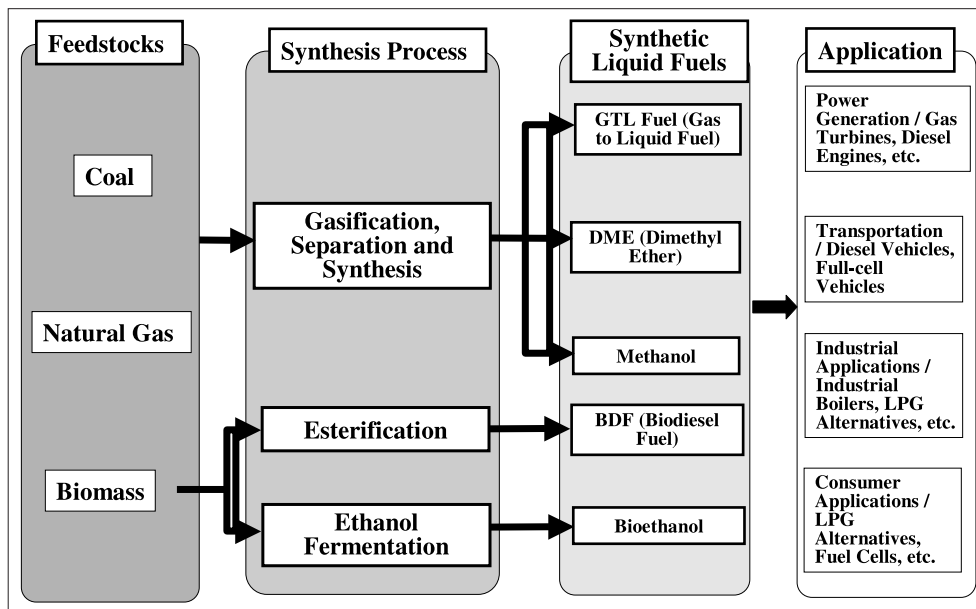 Feedstocks
Coal
Natural Gas
Biomass
Synthesis Process
Gasification,
Separation and
Synthesis
Esterification
Ethanol
Fermentation
Synthetic
Liquid Fuels
GTL Fuel (Gas
to Liquid Fuel)
DME (Dimethyl
Ether)
Methanol
BDF (Biodiesel
Fuel)
Bioethanol
Application
Power
Generation / Gas
Turbines, Diesel
Engines, etc.
Transportation
/ Diesel Vehicles,
Full-cell
Vehicles
Industrial
Applications /
Industrial
Boilers, LPG
Alternatives, etc.
Consumer
Applications /
LPG
Alternatives,
Fuel Cells, etc.